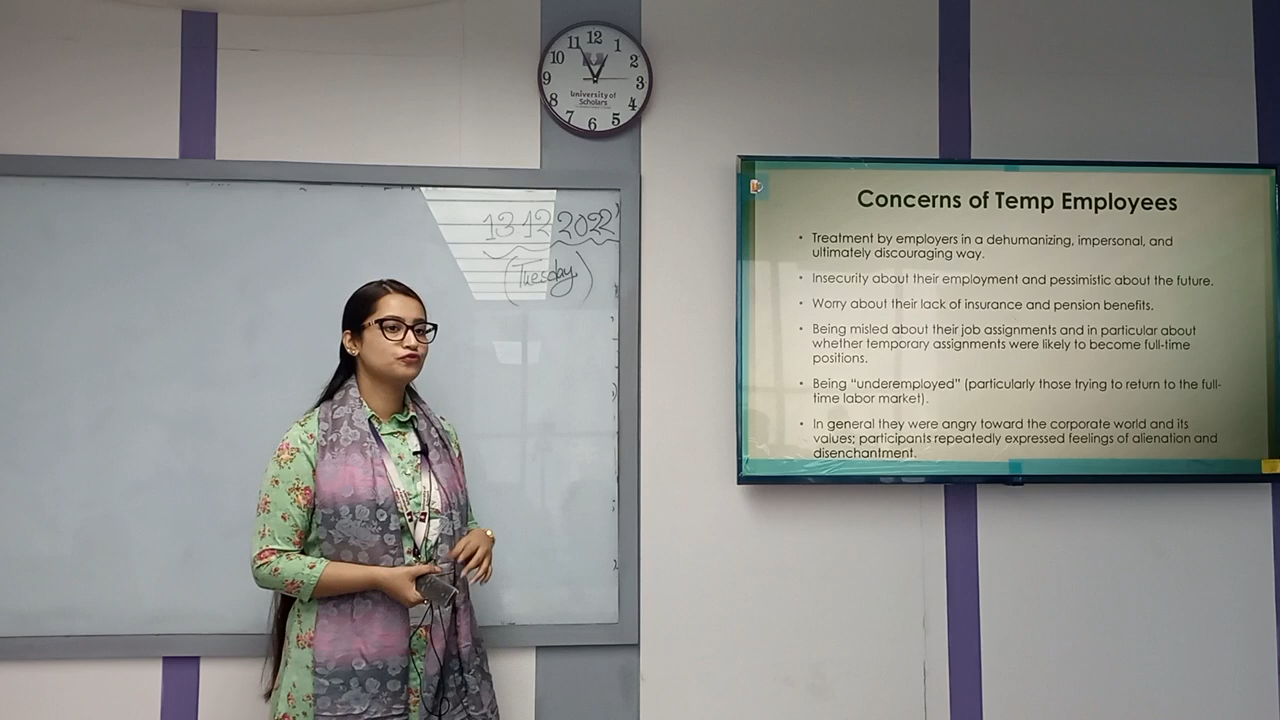 11 12 1
10 2
9 3
8 4
7 6 5
University of
Scholars
13.12.2022
(Tuesday)
Concerns of Temp Employees
• Treatment by employers in a dehumanizing, impersonal, and
ultimately discouraging way.
• Insecurity about their employment and pessimistic about the future.
• Worry about their lack of insurance and pension benefits.
• Being misled about their job assignments and in particular about
whether temporary assignments were likely to become full-time
positions.
• Being “underemployed” (particularly those trying to return to the full-
time labor market).
• In general they were angry toward the corporate world and its
values; participants repeatedly expressed feelings of alienation and
disenchantment.